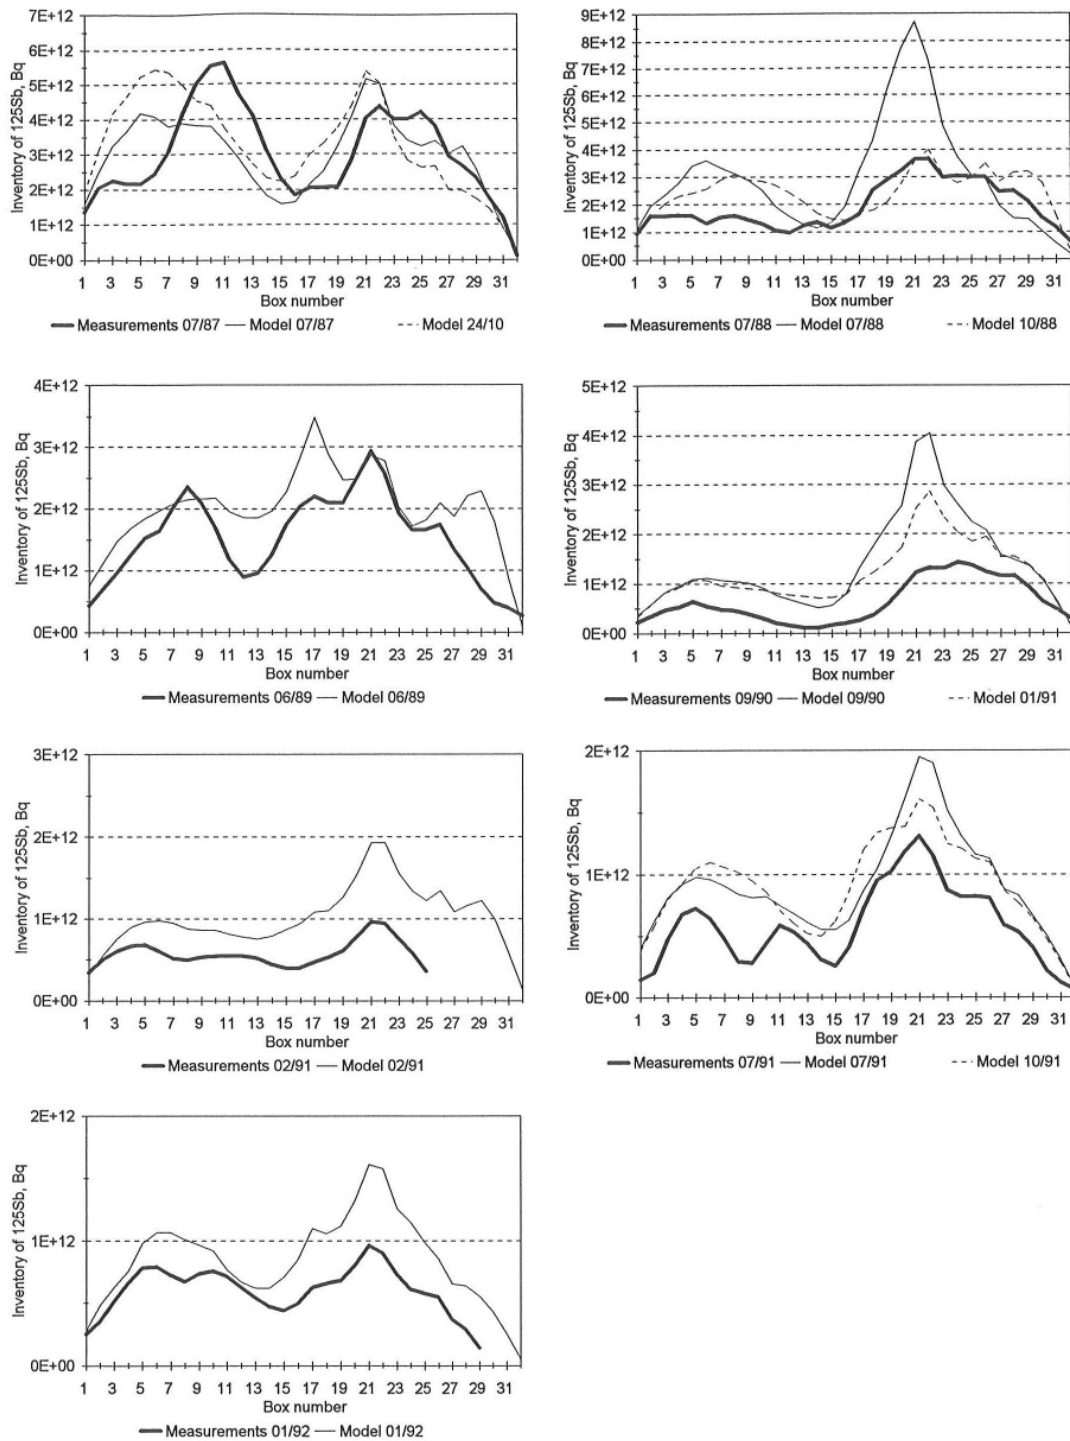 7E+12
6E+12
5E+12
4E+12
3E+12
2E+12
1E+12
0E+00
Inventory of 125Sb, Bq
1 3 5 7 9 11 13 15 17 19 21 23 25 27 29 31
Box number
Measurements 07/87 Model 07/87 Model 24/10
9E+12
8E+12
7E+12
6E+12
5E+12
4E+12
3E+12
2E+12
1E+12
0E+00
Inventory of 125Sb, Bq
1 3 5 7 9 11 13 15 17 19 21 23 25 27 29 31
Box number
Measurements 07/88 Model 07/88 Model 10/88
4E+12
3E+12
2E+12
1E+12
0E+00
Inventory of 125Sb, Bq
1 3 5 7 9 11 13 15 17 19 21 23 25 27 29 31
Box number
Measurements 06/89 Model 06/89
5E+12
4E+12
3E+12
2E+12
1E+12
0E+00
Inventory of 125Sb, Bq
1 3 5 7 9 11 13 15 17 19 21 23 25 27 29 31
Box number
Measurements 09/90 Model 09/90 Model 01/91
3E+12
2E+12
1E+12
0E+00
Inventory of 125Sb, Bq
1 3 5 7 9 11 13 15 17 19 21 23 25 27 29 31
Box number
Measurements 02/91 Model 02/91
2E+12
1E+12
0E+00
Inventory of 125Sb, Bq
1 3 5 7 9 11 13 15 17 19 21 23 25 27 29 31
Box number
Measurements 07/91 Model 07/91 Model 10/91
2E+12
1E+12
0E+00
Inventory of 125Sb, Bq
1 3 5 7 9 11 13 15 17 19 21 23 25 27 29 31
Box number
Measurements 01/92 Model 01/92